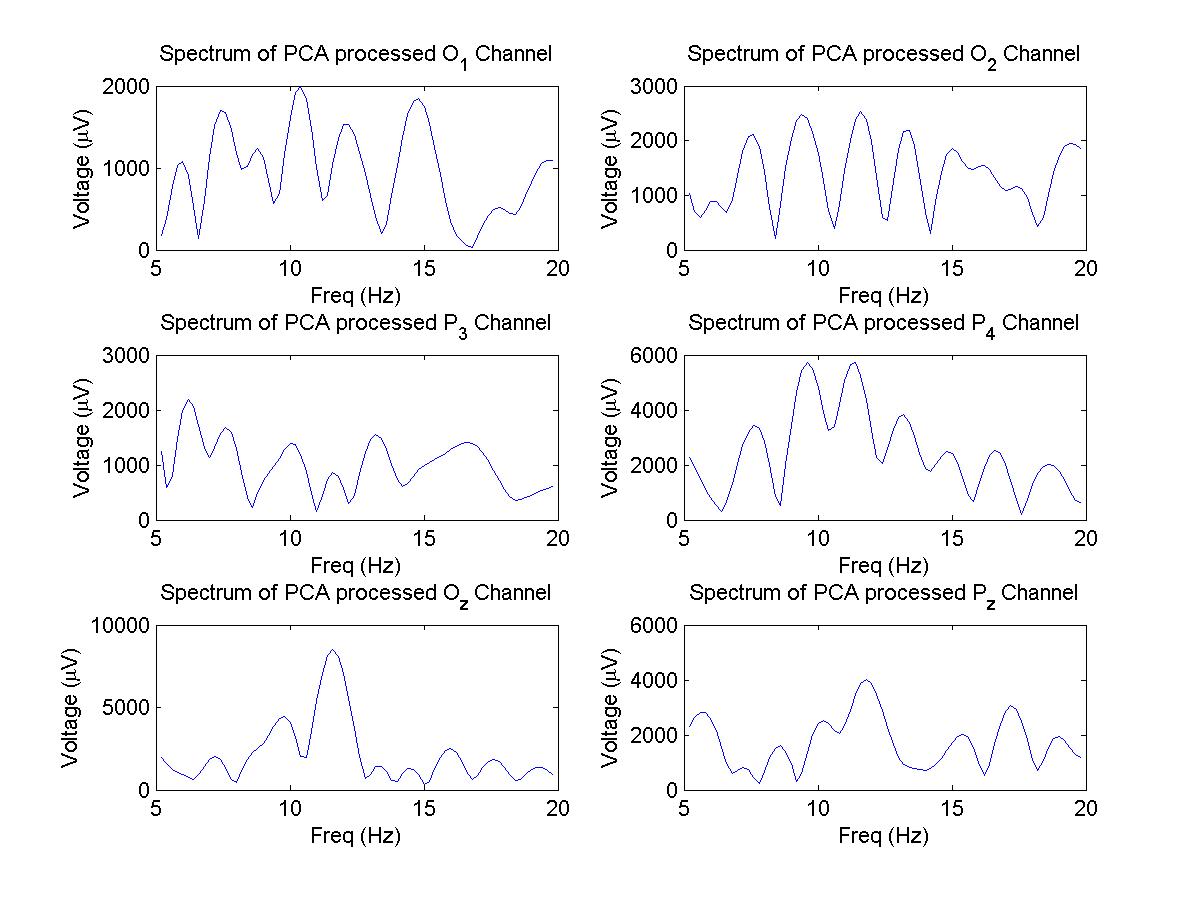 Spectrum of PCA processed O1 Channel
2000
1000
0
Voltage (µV)
5 10 15 20
Freq (Hz)
Spectrum of PCA processed O2 Channel
3000
2000
1000
0
Voltage (µV)
5 10 15 20
Freq (Hz)
Spectrum of PCA processed P3 Channel
3000
2000
1000
0
Voltage (µV)
5 10 15 20
Freq (Hz)
Spectrum of PCA processed P4 Channel
6000
4000
2000
0
Voltage (µV)
5 10 15 20
Freq (Hz)
Spectrum of PCA processed Oz Channel
10000
5000
0
Voltage (µV)
5 10 15 20
Freq (Hz)
Spectrum of PCA processed Pz Channel
6000
4000
2000
0
Voltage (µV)
5 10 15 20
Freq (Hz)